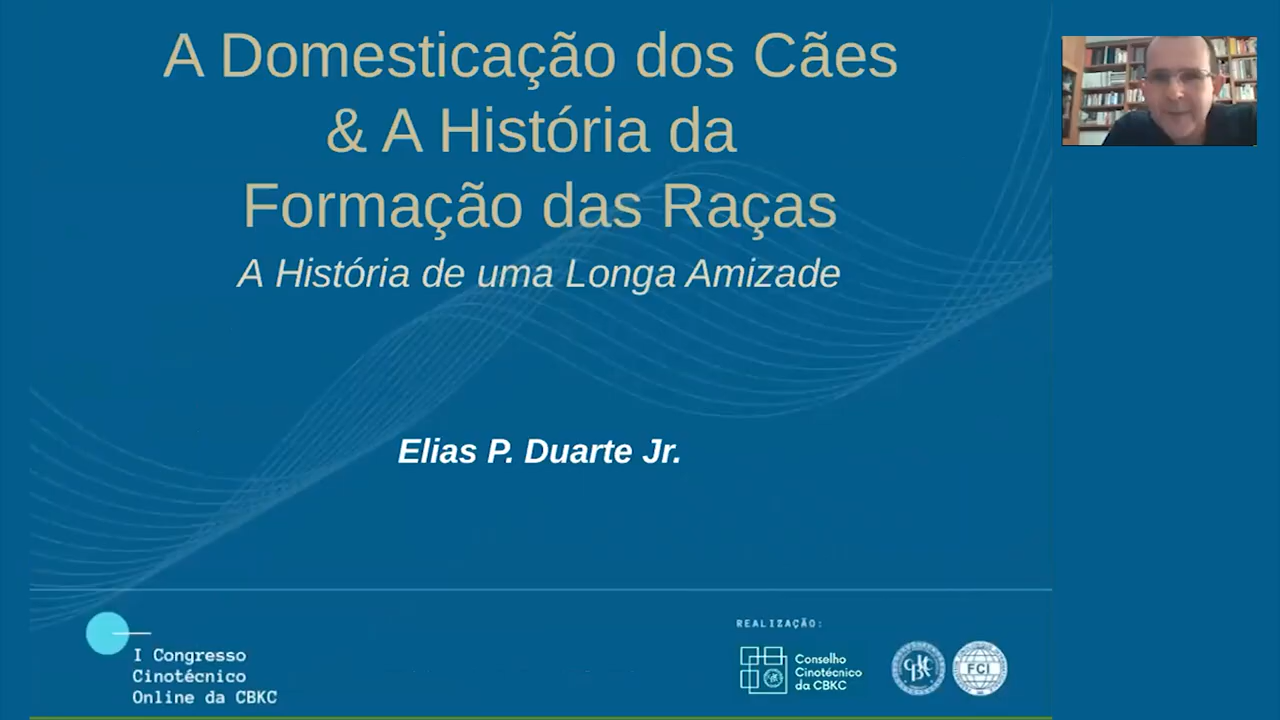 A Domesticação dos Cães
& A História da
Formação das Raças
A História de uma Longa Amizade
Elias P. Duarte Jr.
I Congresso
Cinotécnico
Online da CBKC
REALIZAÇÃO:
Conselho
Cinotécnico
da CBKC
FCI